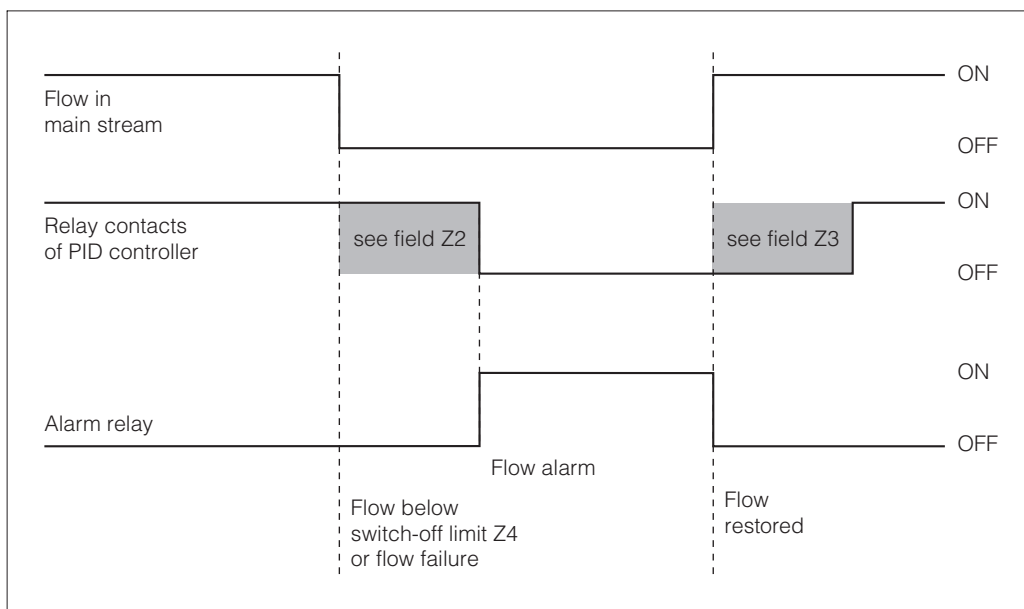 ON
Flow in
main stream
OFF
ON
Relay contacts
of PID controller
see field Z2
see field Z3
OFF
ON
Alarm relay
OFF
Flow alarm
Flow below
switch-off limit Z4
or flow failure
Flow
restored